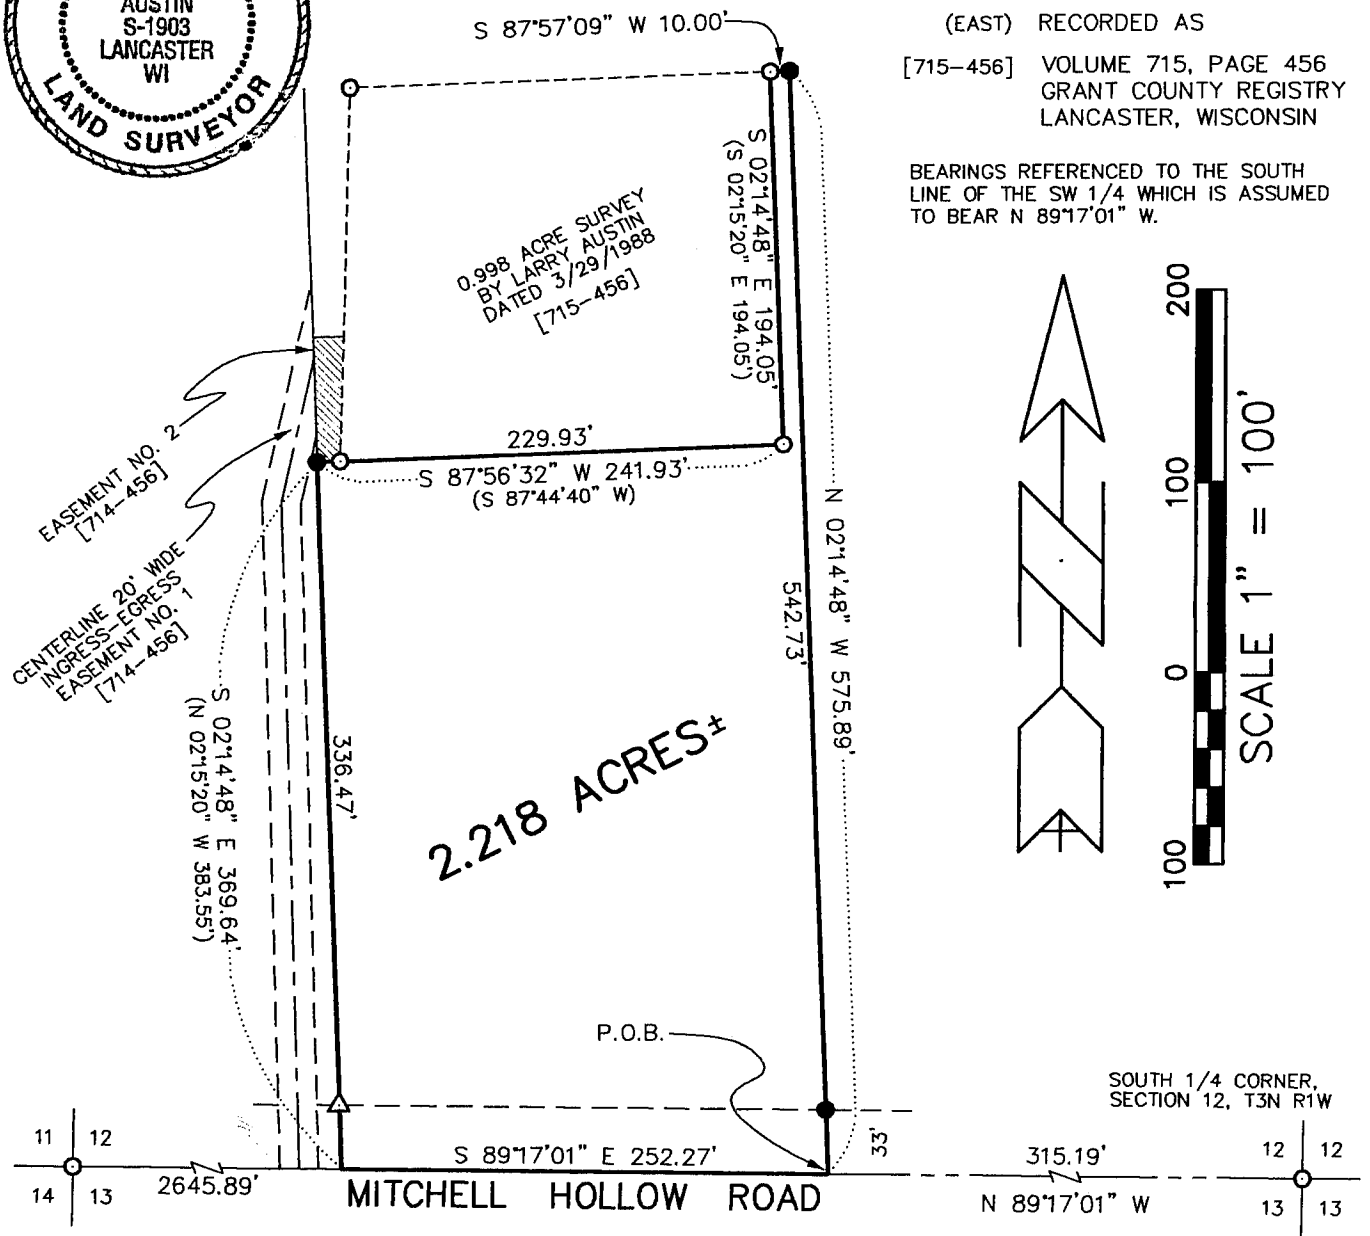 AUSTIN
S-1903
LANCASTER
WI
LAND SURVEYOR
S 87°57'09" W 10.00'
(EAST) RECORDED AS
[715-456] VOLUME 715, PAGE 456
GRANT COUNTY REGISTRY
LANCASTER, WISCONSIN
BEARINGS REFERENCED TO THE SOUTH
LINE OF THE SW 1/4 WHICH IS ASSUMED
TO BEAR N 89°17'01" W.
S 02°14'48" E 194.05'
(S 02°15'20" E 194.05')
0.998 ACRE SURVEY
BY LARRY AUSTIN
DATED 3/29/1988
[715-456]
EASEMENT NO. 2
[714-456]
229.93'
S 87°56'32" W 241.93'
(S 87°44'40" W)
CENTERLINE 20' WIDE
INGRESS-EGRESS
EASEMENT NO. 1
[714-456]
N 02°14'48" W 575.89'
542.73'
336.47'
S 02°14'48" E 369.64'
(N 02°15'20" W 383.55')
2.218 ACRES±
200
100
0
100
SCALE 1" = 100'
P.O.B.
SOUTH 1/4 CORNER,
SECTION 12, T3N R1W
11 12
14 13
2645.89'
S 89°17'01" E 252.27'
MITCHELL HOLLOW ROAD
33'
315.19'
N 89°17'01" W
12 12
13 13